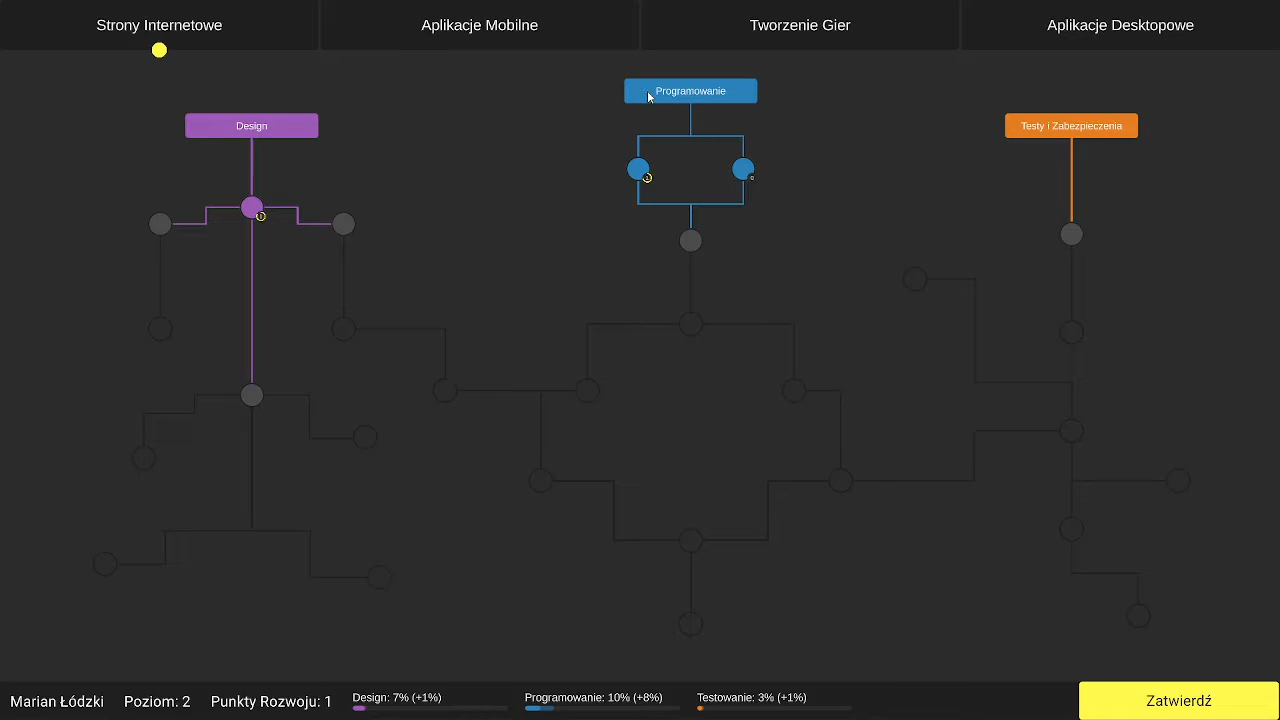 Strony Internetowe
Aplikacje Mobilne
Tworzenie Gier
Aplikacje Desktopowe
Programowanie
Design
Testy i Zabezpieczenia
Marian Łódzki
Poziom: 2
Punkty Rozwoju: 1
Design: 7% (+1%)
Programowanie: 10% (+8%)
Testowanie: 3% (+1%)
Zatwierdź